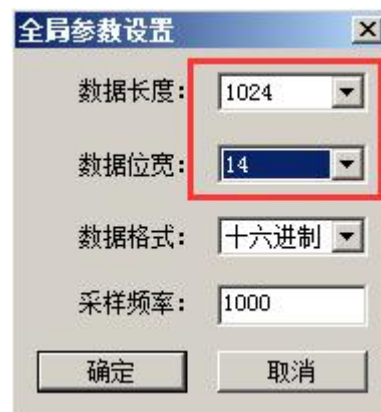 全局参数设置
数据长度: 1024
数据位宽: 14
数据格式: 十六进制
采样频率: 1000
确定 取消